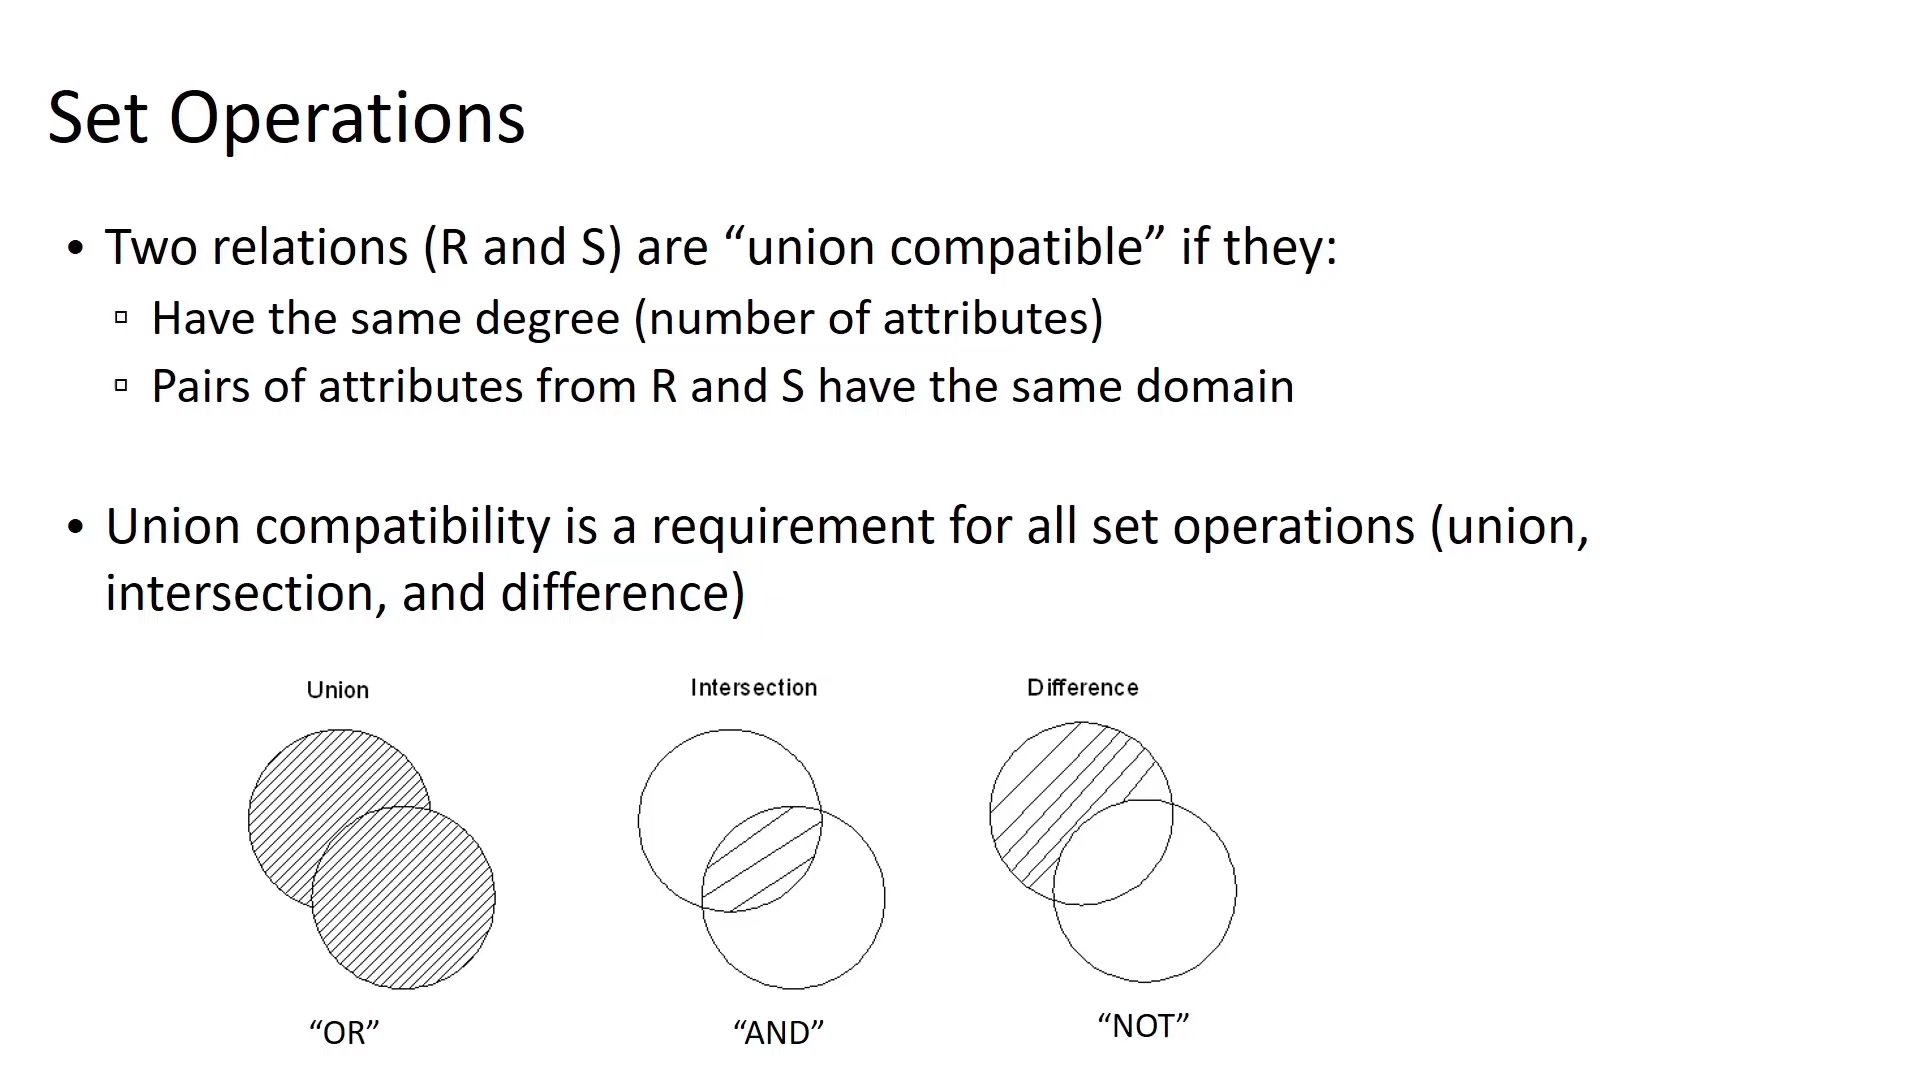 Set Operations
• Two relations (R and S) are “union compatible” if they:
▫ Have the same degree (number of attributes)
▫ Pairs of attributes from R and S have the same domain
• Union compatibility is a requirement for all set operations (union,
intersection, and difference)
Union
Intersection
Difference
“OR”
“AND”
“NOT”